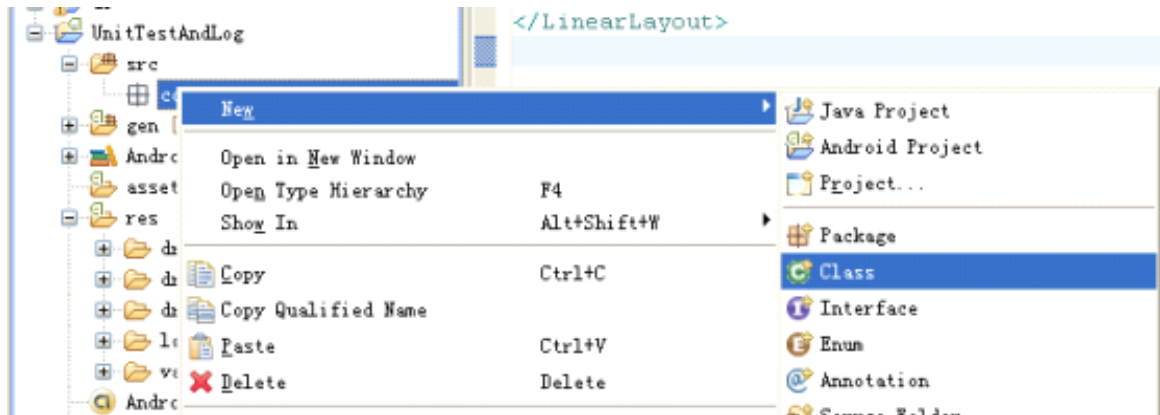 </LinearLayout>
UnitTestAndLog
src
gen
res
New
Open in New Window
Open Type Hierarchy F4
Show In Alt+Shift+W
Copy Ctrl+C
Copy Qualified Name
Paste Ctrl+V
Delete Delete
Java Project
Android Project
Project...
Package
Class
Interface
Enum
Annotation